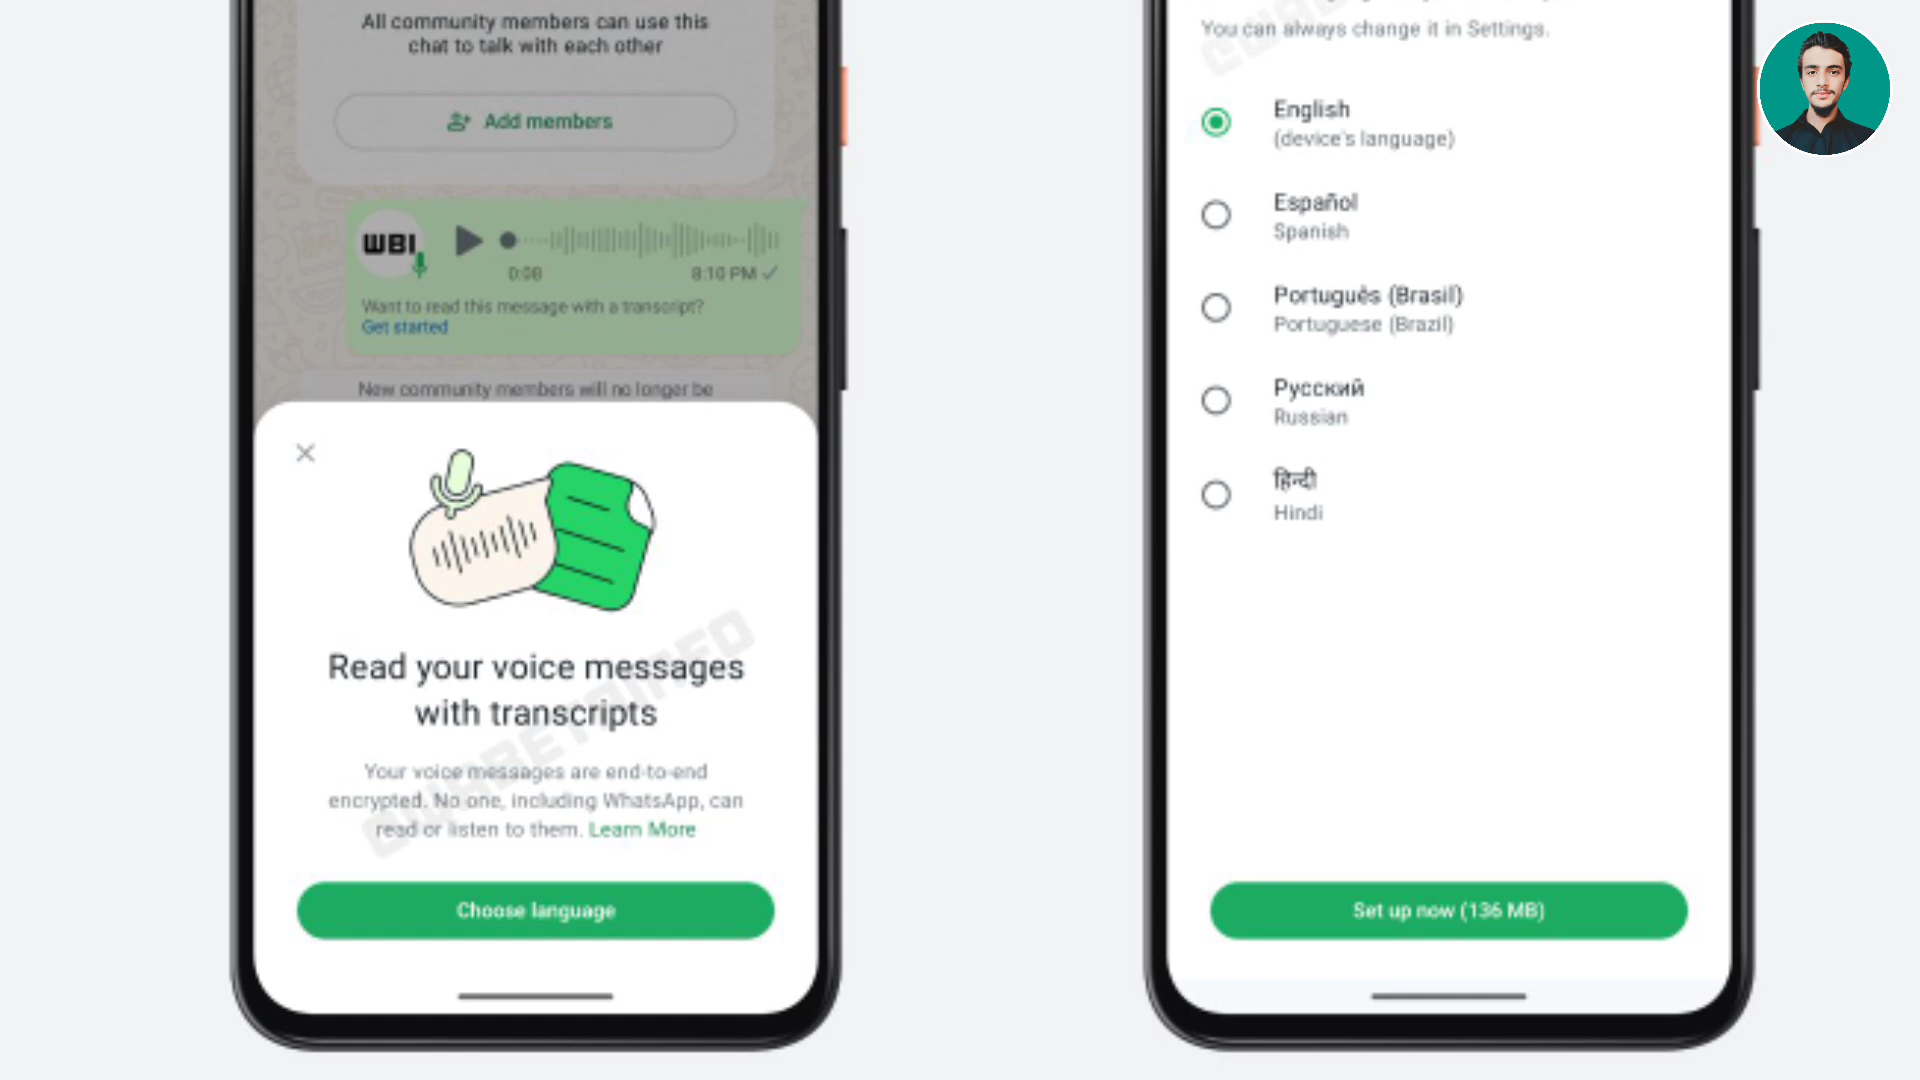 All community members can use this
chat to talk with each other
Add members
WBI
0:08
8:10 PM
Want to read this message with a transcript?
Get started
New community members will no longer be
Read your voice messages
with transcripts
Your voice messages are end-to-end
encrypted. No one, including WhatsApp, can
read or listen to them. Learn More
Choose language
You can always change it in Settings.
English
(device's language)
Español
Spanish
Português (Brasil)
Portuguese (Brazil)
Русский
Russian
हिन्दी
Hindi
Set up now (136 MB)